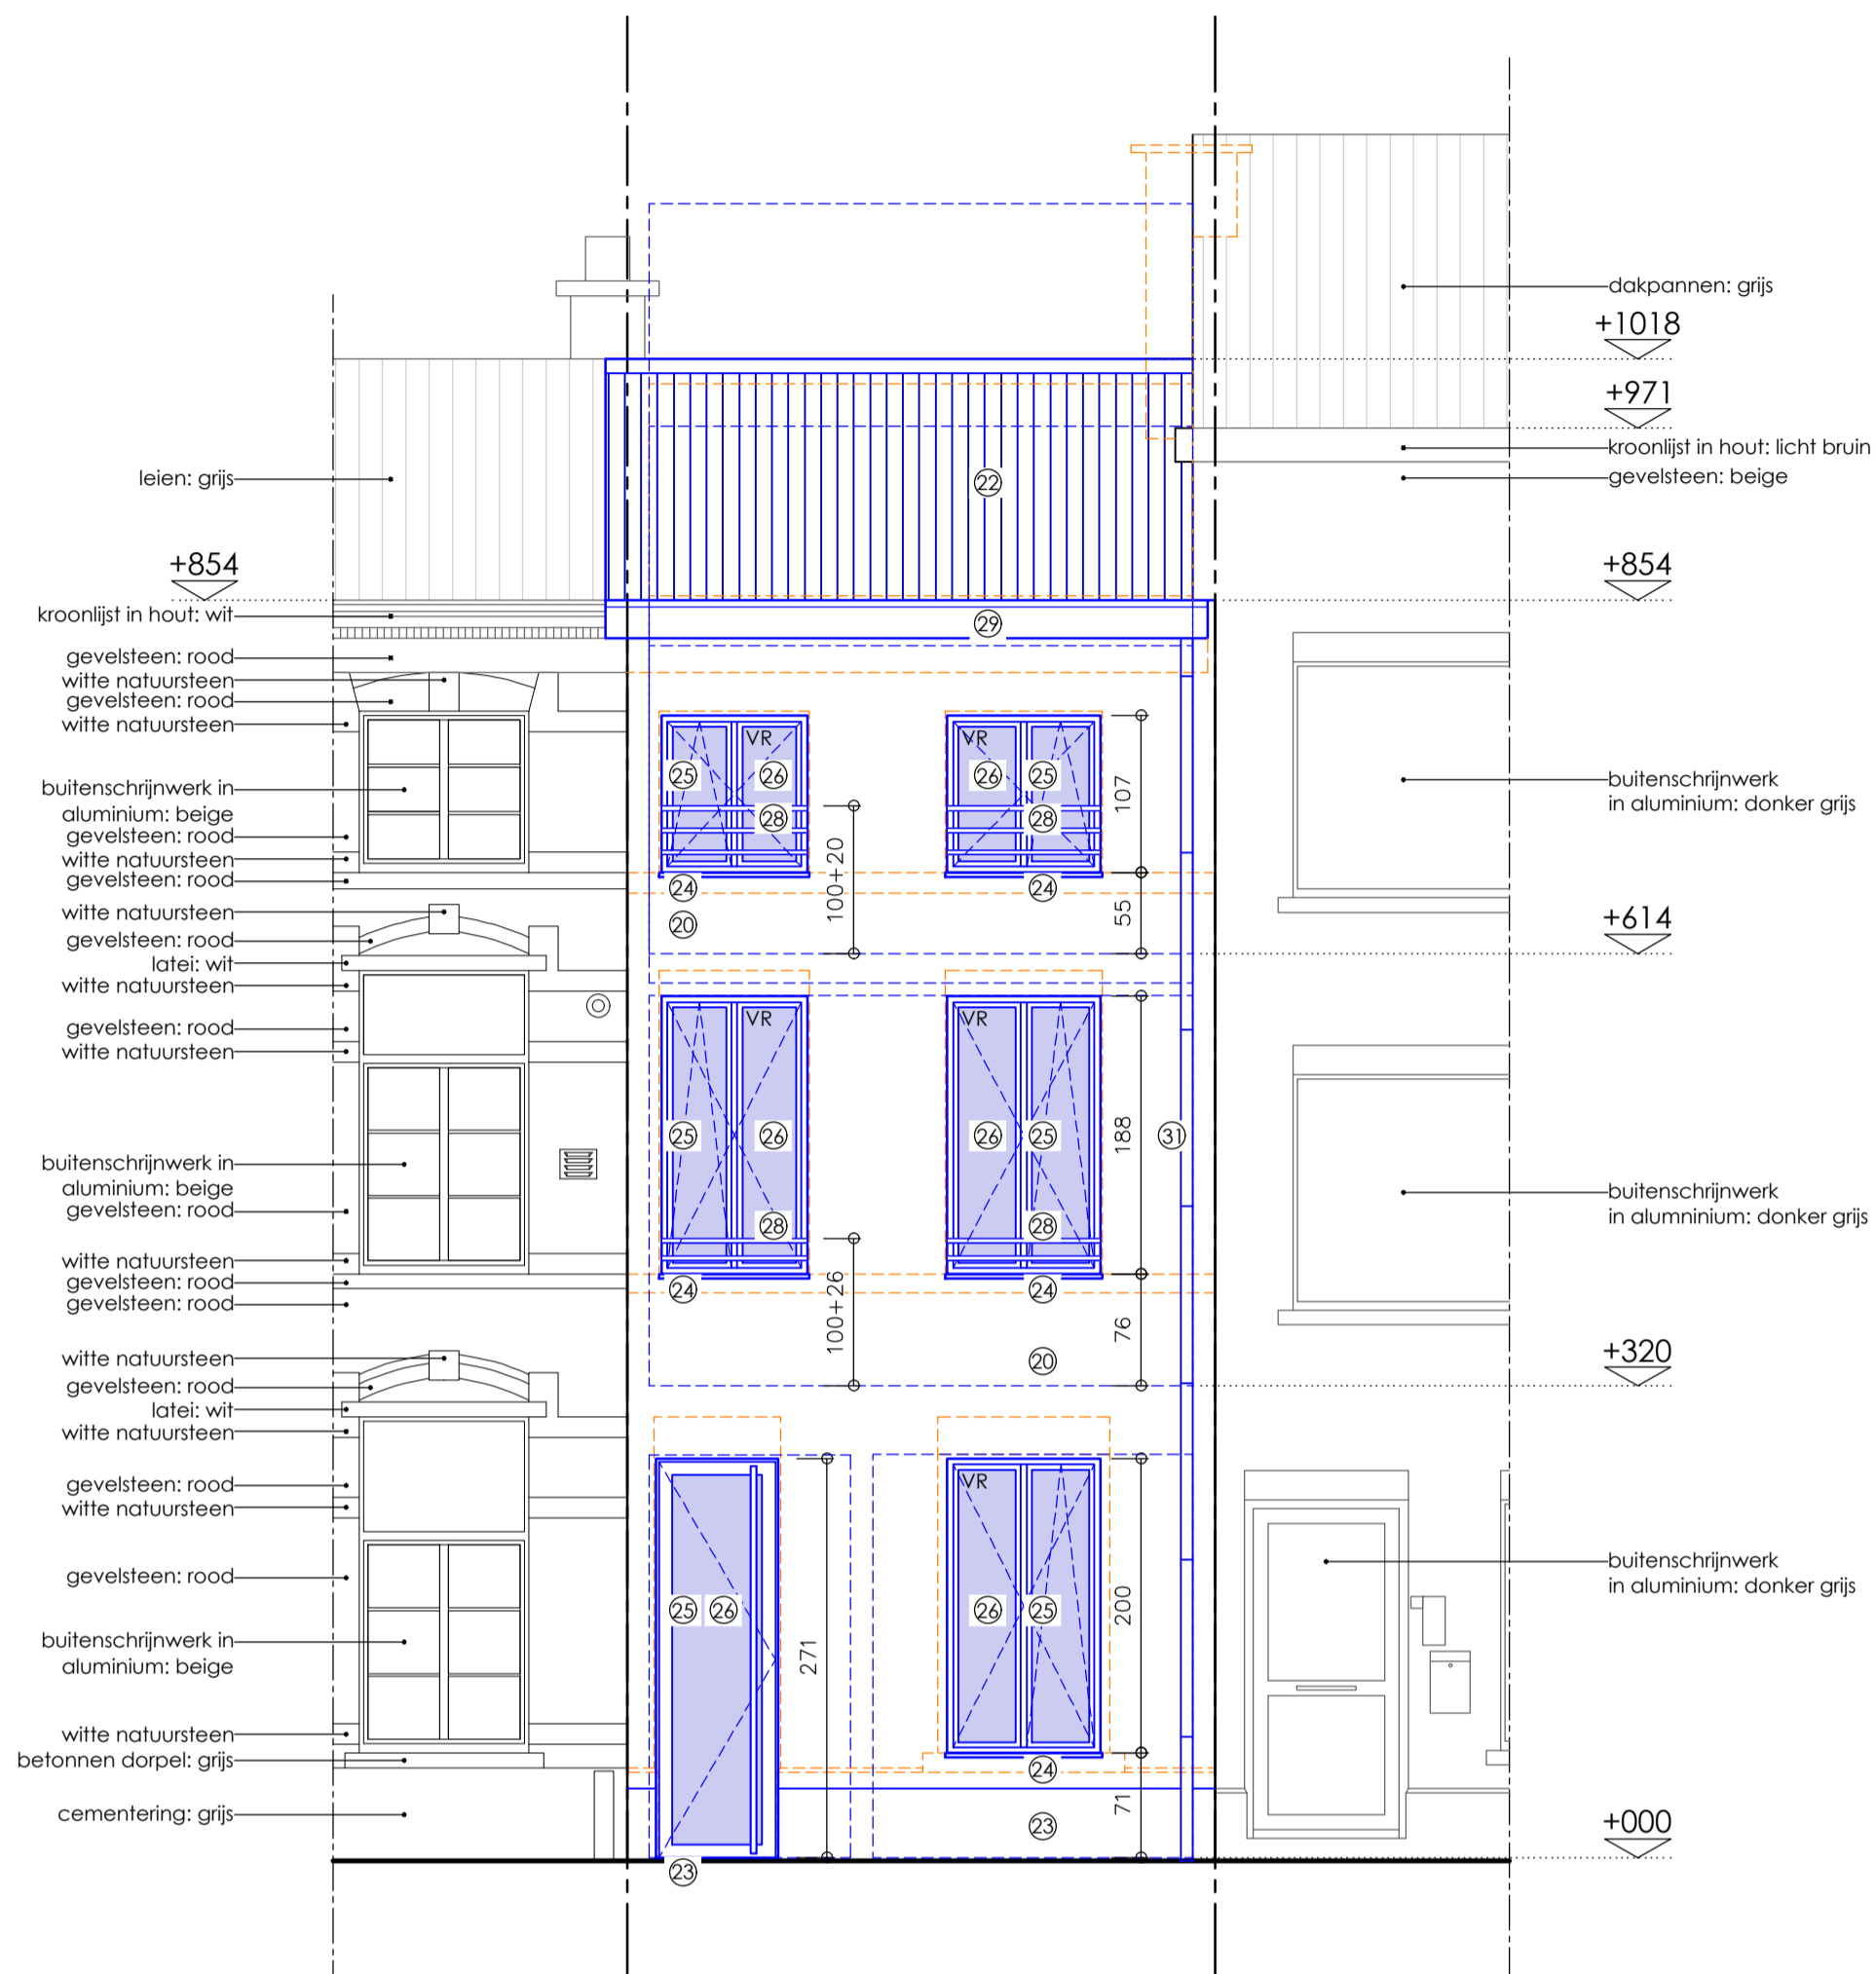 dakpannen: grijs
+1018
+971
kroonlijst in hout: licht bruin
gevelsteen: beige
leien: grijs
22
+854
+854
kroonlijst in hout: wit
29
gevelsteen: rood
witte natuursteen
gevelsteen: rood
witte natuursteen
VR
VR
25
26
26
25
107
buitenschrijnwerk in
aluminium: beige
buitenschrijnwerk
in aluminium: donker grijs
28
28
gevelsteen: rood
witte natuursteen
gevelsteen: rood
100+20
24
24
55
20
witte natuursteen
gevelsteen: rood
latei: wit
witte natuursteen
+614
VR
VR
gevelsteen: rood
witte natuursteen
25
26
26
25
188
31
buitenschrijnwerk in
aluminium: beige
gevelsteen: rood
buitenschrijnwerk
in alumninium: donker grijs
28
28
witte natuursteen
gevelsteen: rood
gevelsteen: rood
24
24
100+26
76
+320
20
witte natuursteen
gevelsteen: rood
latei: wit
witte natuursteen
VR
gevelsteen: rood
witte natuursteen
gevelsteen: rood
25
26
26
25
200
271
buitenschrijnwerk
in aluminium: donker grijs
buitenschrijnwerk in
aluminium: beige
witte natuursteen
betonnen dorpel: grijs
24
71
cementering: grijs
23
+000
23